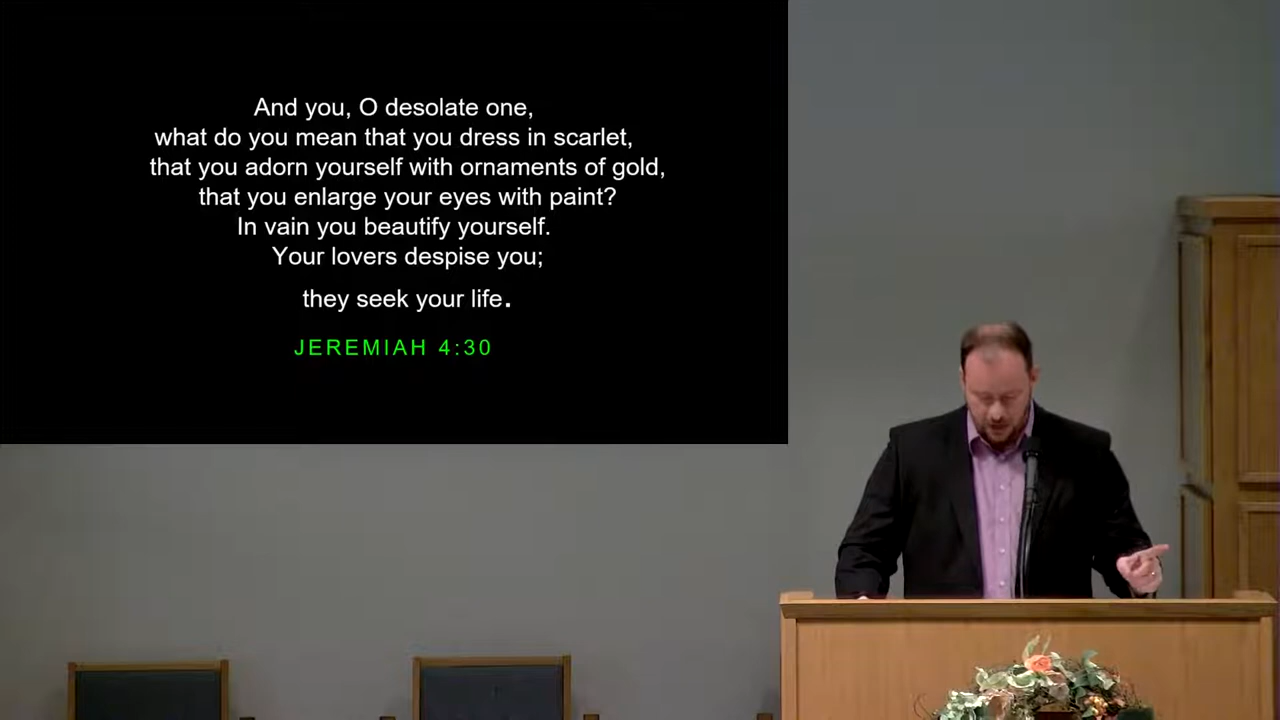 And you, O desolate one,
what do you mean that you dress in scarlet,
that you adorn yourself with ornaments of gold,
that you enlarge your eyes with paint?
In vain you beautify yourself.
Your lovers despise you;
they seek your life.
JEREMIAH 4:30